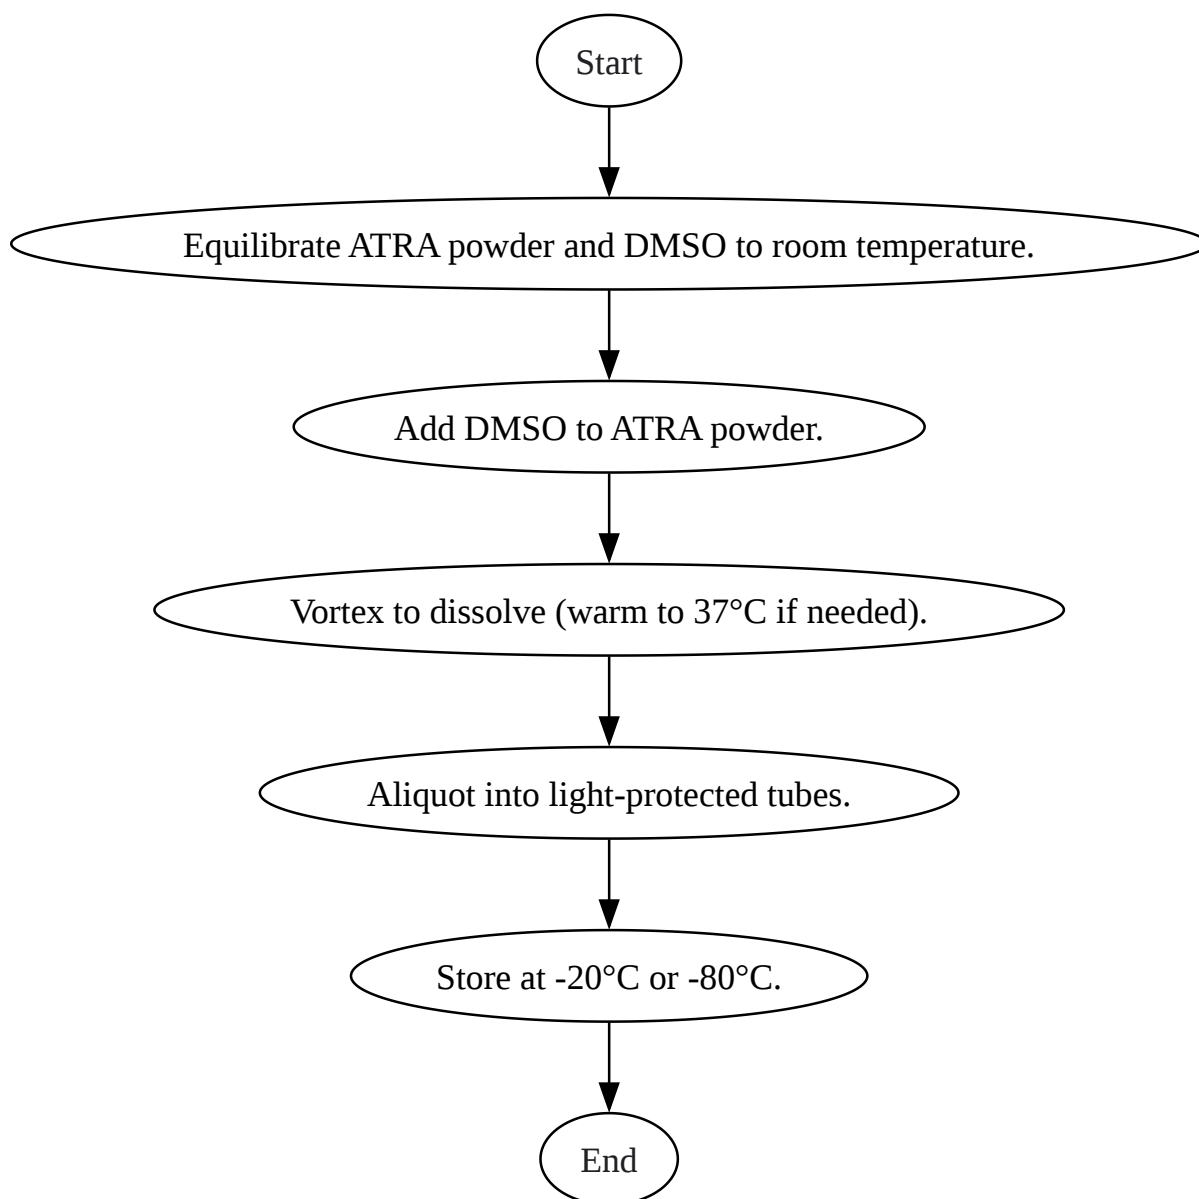 Start
Equilibrate ATRA powder and DMSO to room temperature.
Add DMSO to ATRA powder.
Vortex to dissolve (warm to 37°C if needed).
Aliquot into light-protected tubes.
Store at -20°C or -80°C.
End